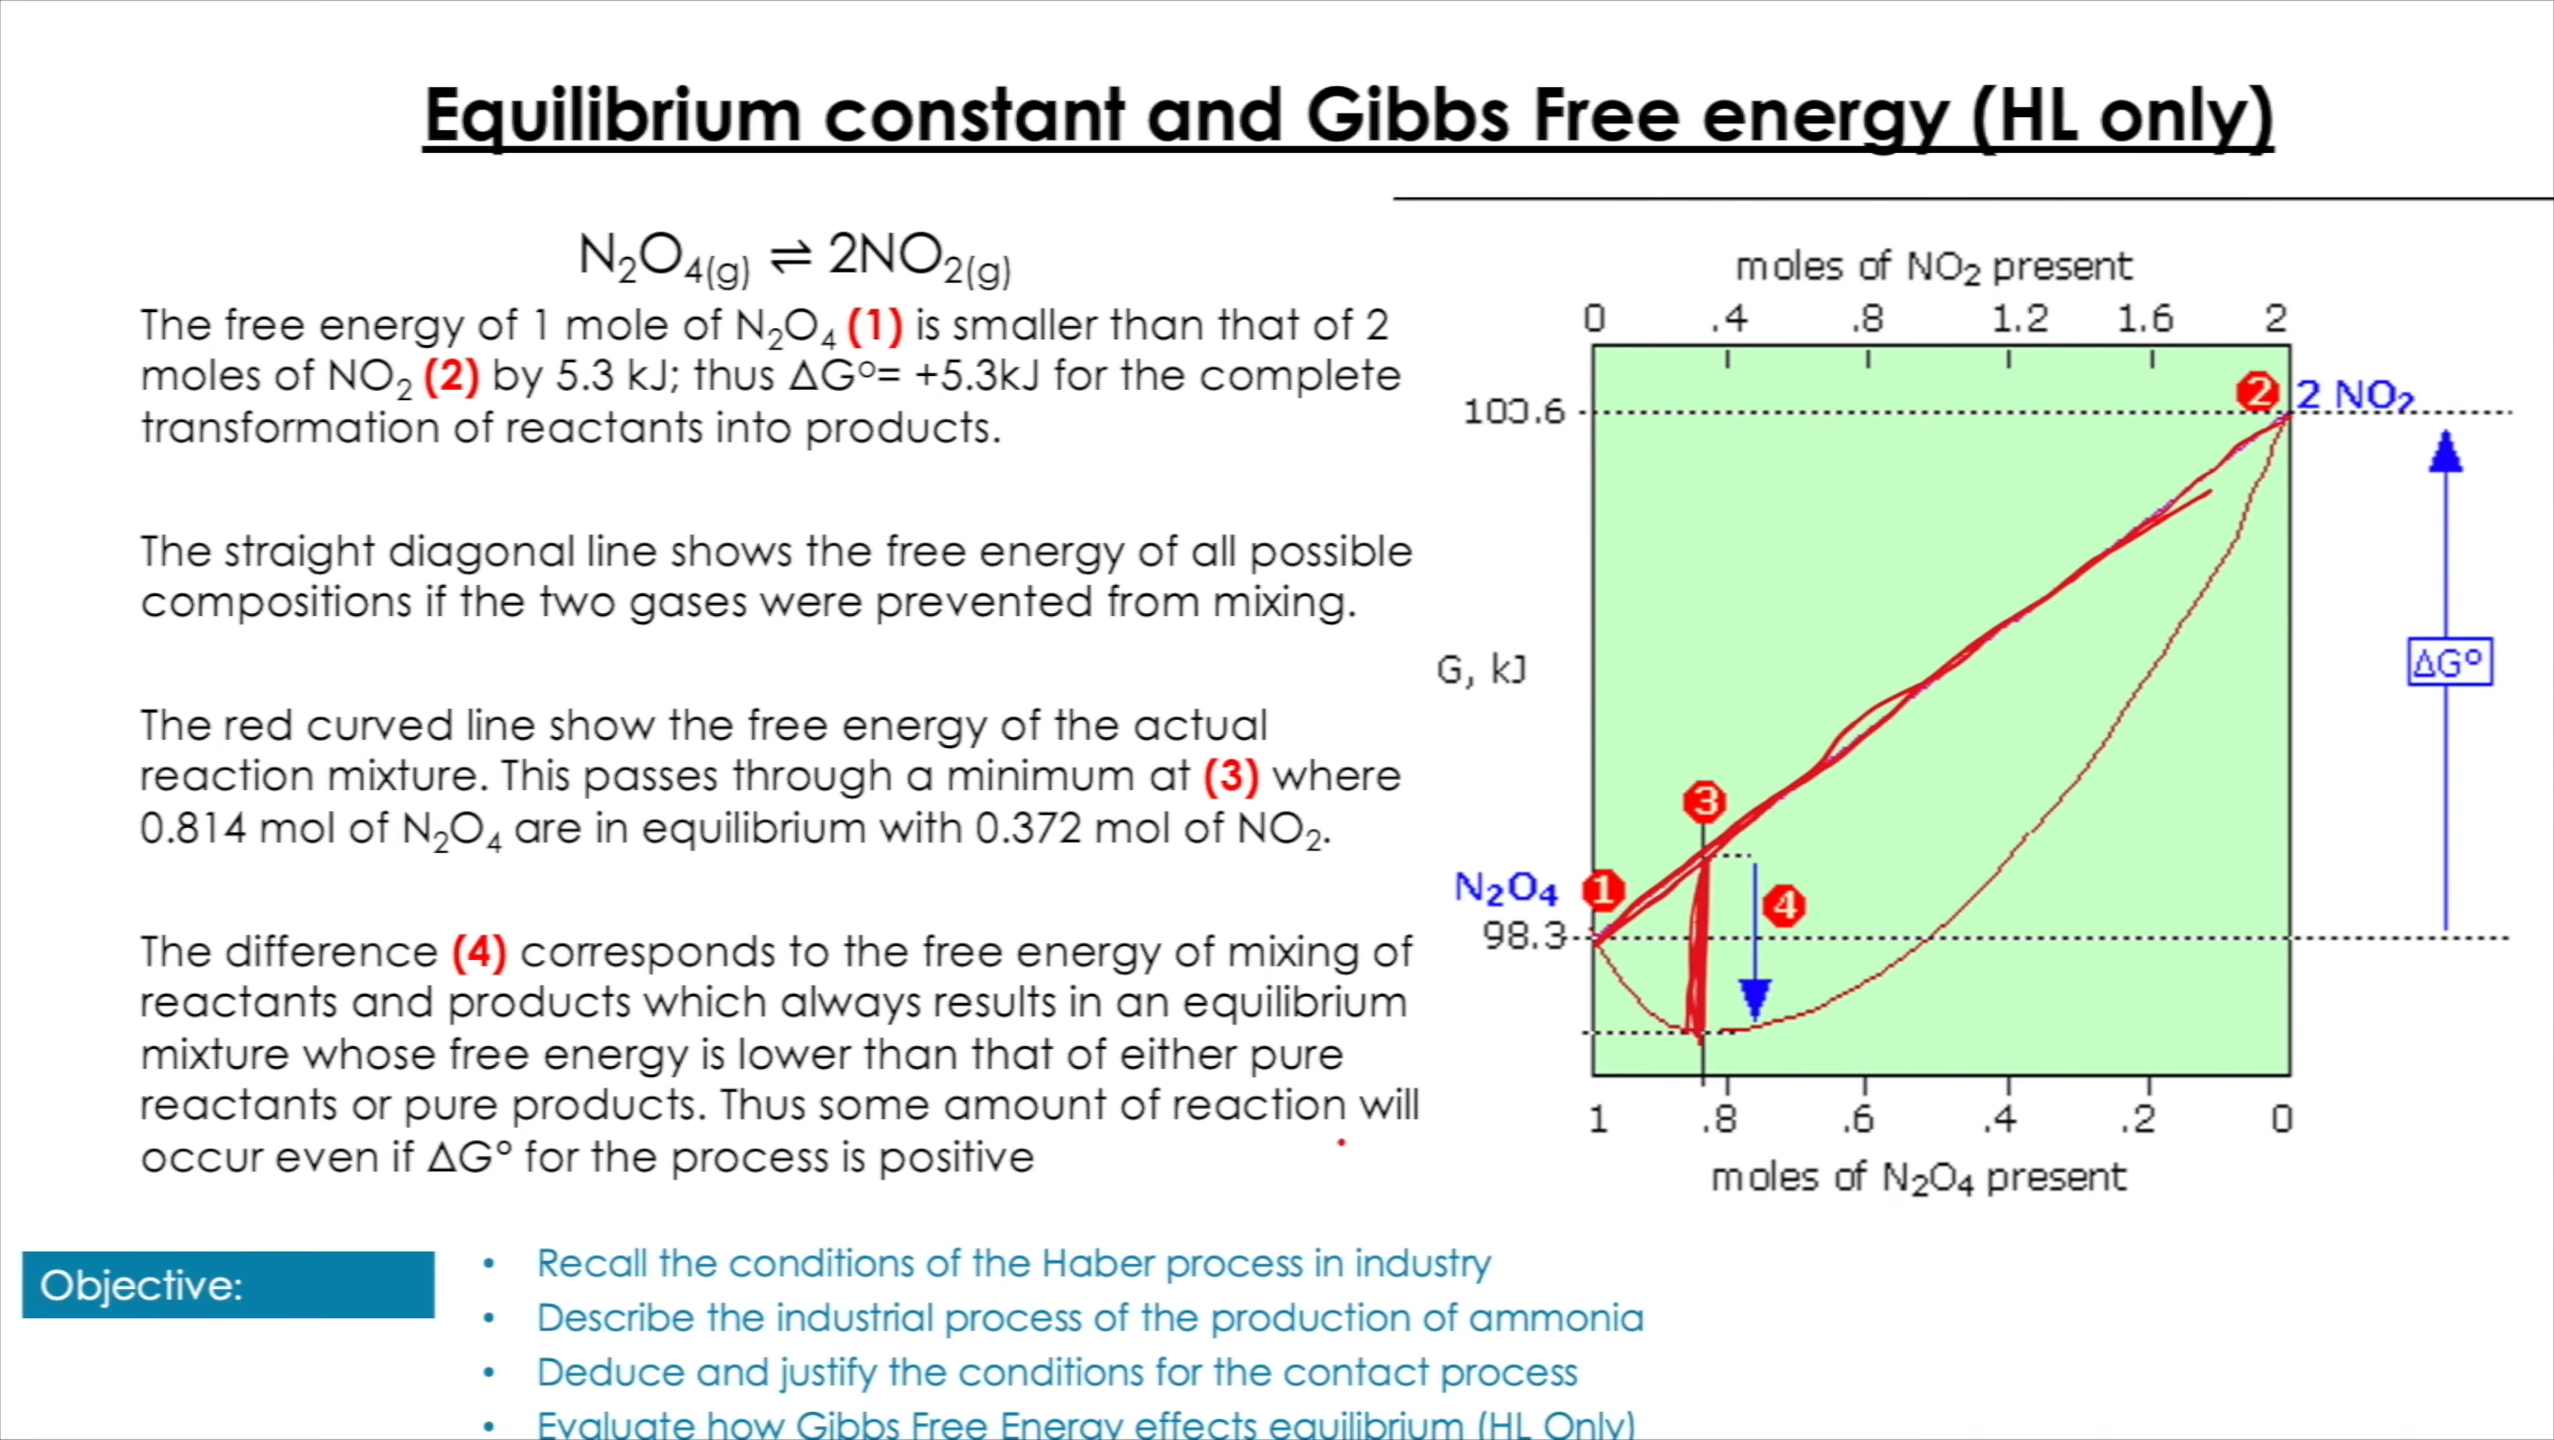 Equilibrium constant and Gibbs Free energy (HL only)
N₂O₄(g) ⇌ 2NO₂(g)
The free energy of 1 mole of N₂O₄ (1) is smaller than that of 2
moles of NO₂ (2) by 5.3 kJ; thus ΔG°= +5.3kJ for the complete
transformation of reactants into products.
The straight diagonal line shows the free energy of all possible
compositions if the two gases were prevented from mixing.
The red curved line show the free energy of the actual
reaction mixture. This passes through a minimum at (3) where
0.814 mol of N₂O₄ are in equilibrium with 0.372 mol of NO₂.
The difference (4) corresponds to the free energy of mixing of
reactants and products which always results in an equilibrium
mixture whose free energy is lower than that of either pure
reactants or pure products. Thus some amount of reaction will
occur even if ΔG° for the process is positive
moles of NO₂ present
0 .4 .8 1.2 1.6 2
2 2 NO₂
103.6
ΔG°
G, kJ
3
N₂O₄ 1
4
98.3
1 .8 .6 .4 .2 0
moles of N₂O₄ present
Objective:
• Recall the conditions of the Haber process in industry
• Describe the industrial process of the production of ammonia
• Deduce and justify the conditions for the contact process
• Evaluate how Gibbs Free Energy effects equilibrium (HL Only)